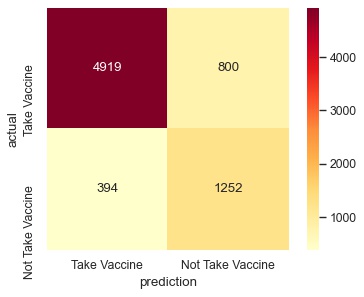 actual
Take Vaccine
Not Take Vaccine
4919
800
394
1252
Take Vaccine
Not Take Vaccine
prediction
4000
3000
2000
1000